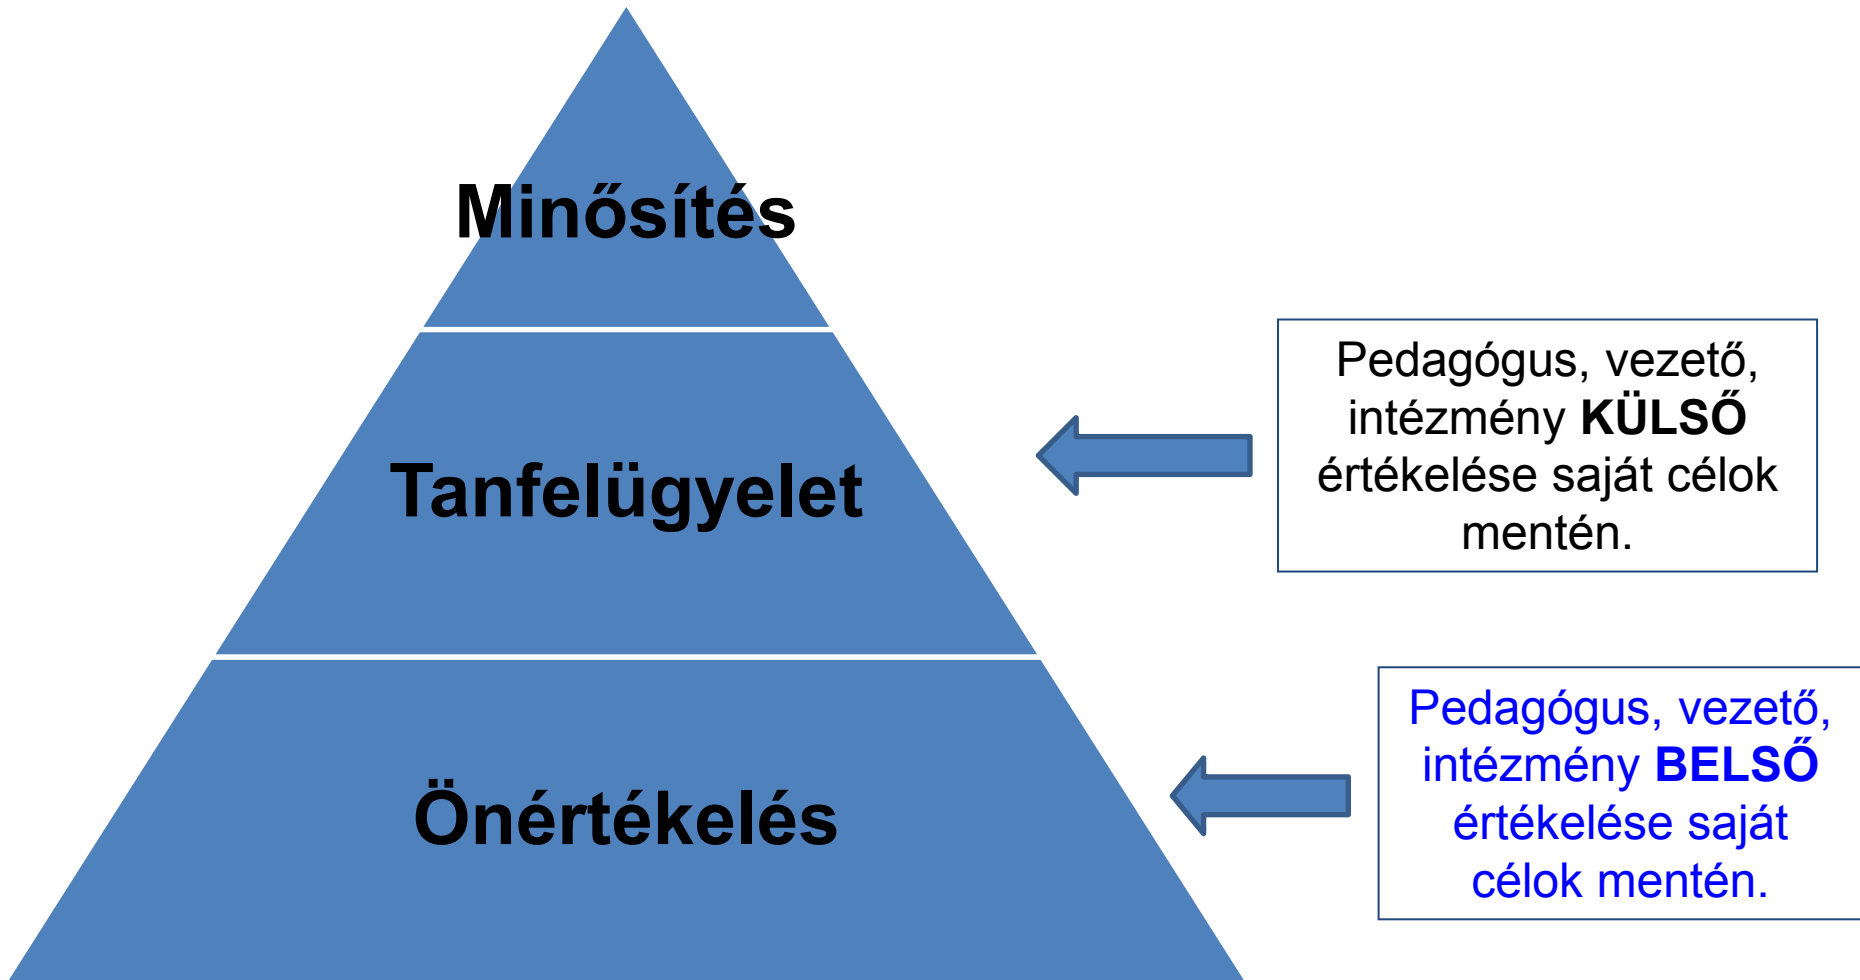 Minősítés
Tanfelügyelet
Pedagógus, vezető,
intézmény KÜLSŐ
értékelése saját célok
mentén.
Önértékelés
Pedagógus, vezető,
intézmény BELSŐ
értékelése saját
célok mentén.